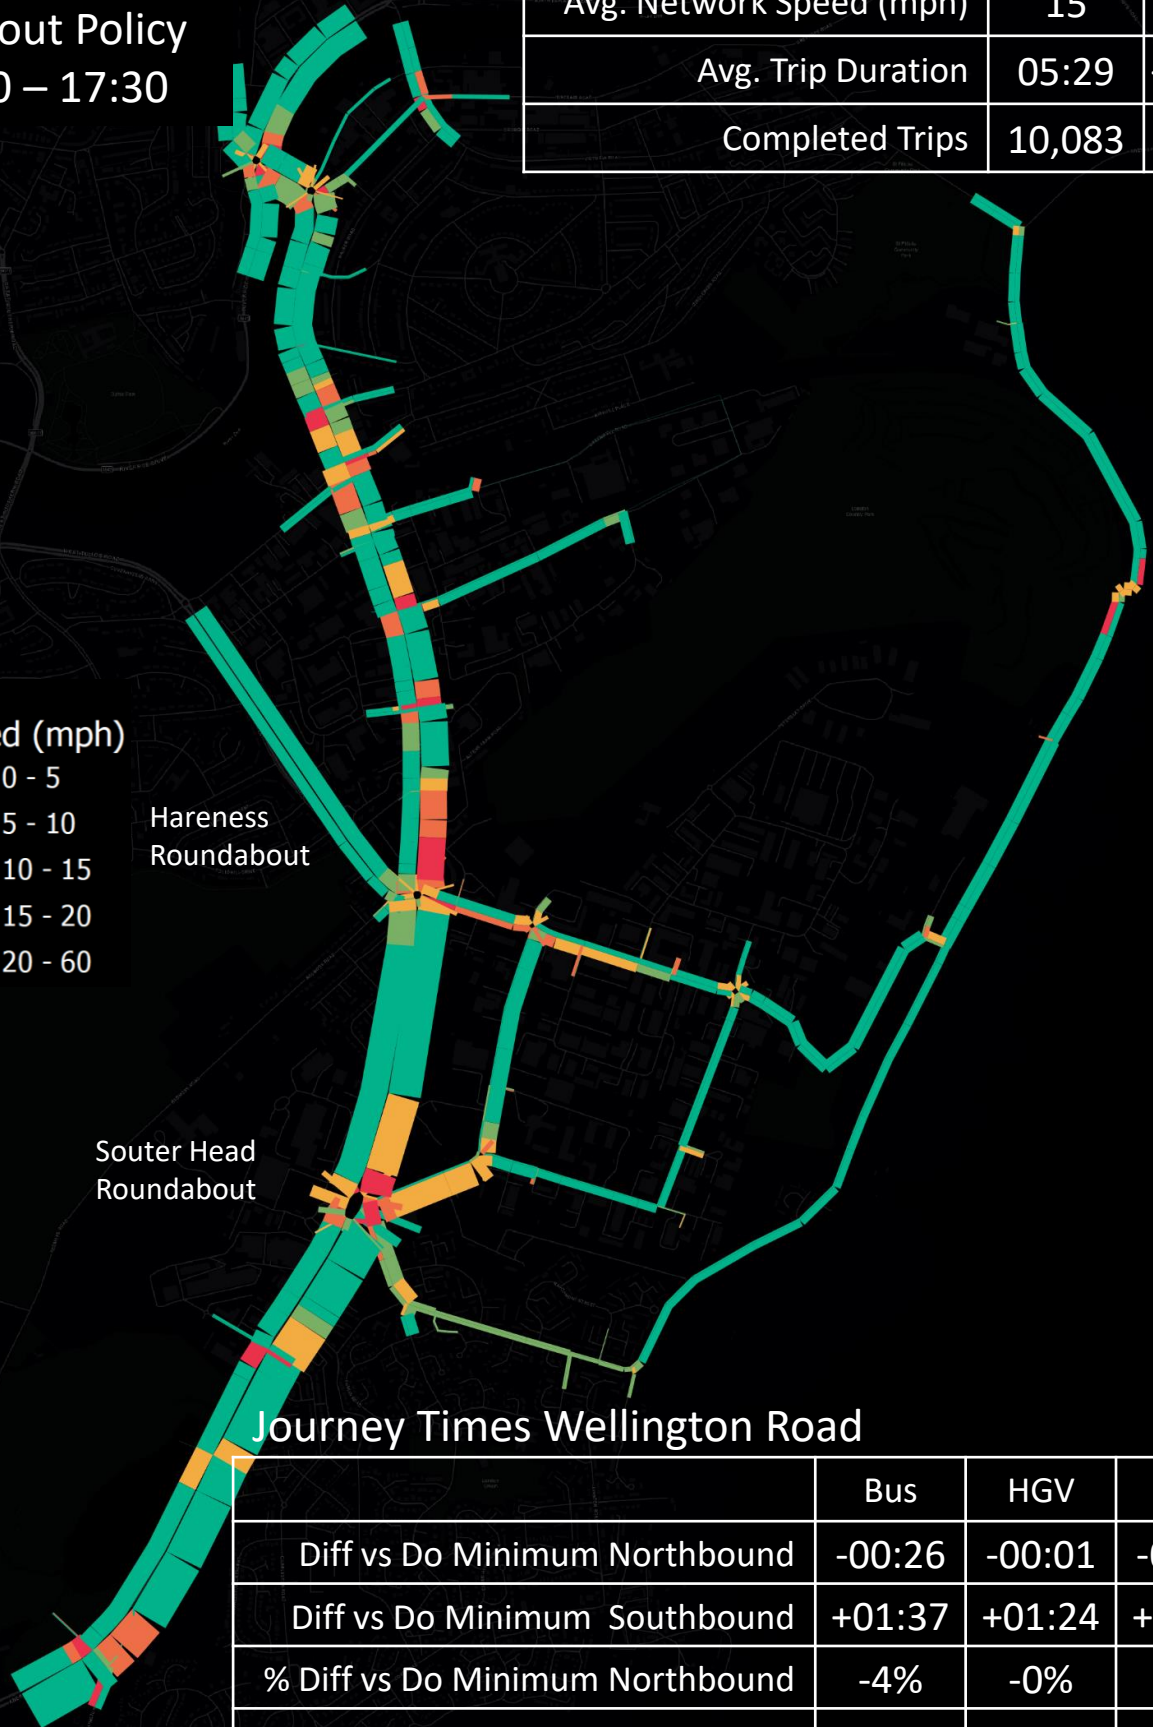 out Policy
0 – 17:30
Avg. Network Speed (mph) 15
Avg. Trip Duration 05:29
Completed Trips 10,083
ed (mph)
0 - 5
5 - 10
10 - 15
15 - 20
20 - 60
Hareness
Roundabout
Souter Head
Roundabout
Journey Times Wellington Road
Bus HGV
Diff vs Do Minimum Northbound -00:26 -00:01
Diff vs Do Minimum Southbound +01:37 +01:24 +
% Diff vs Do Minimum Northbound -4% -0%